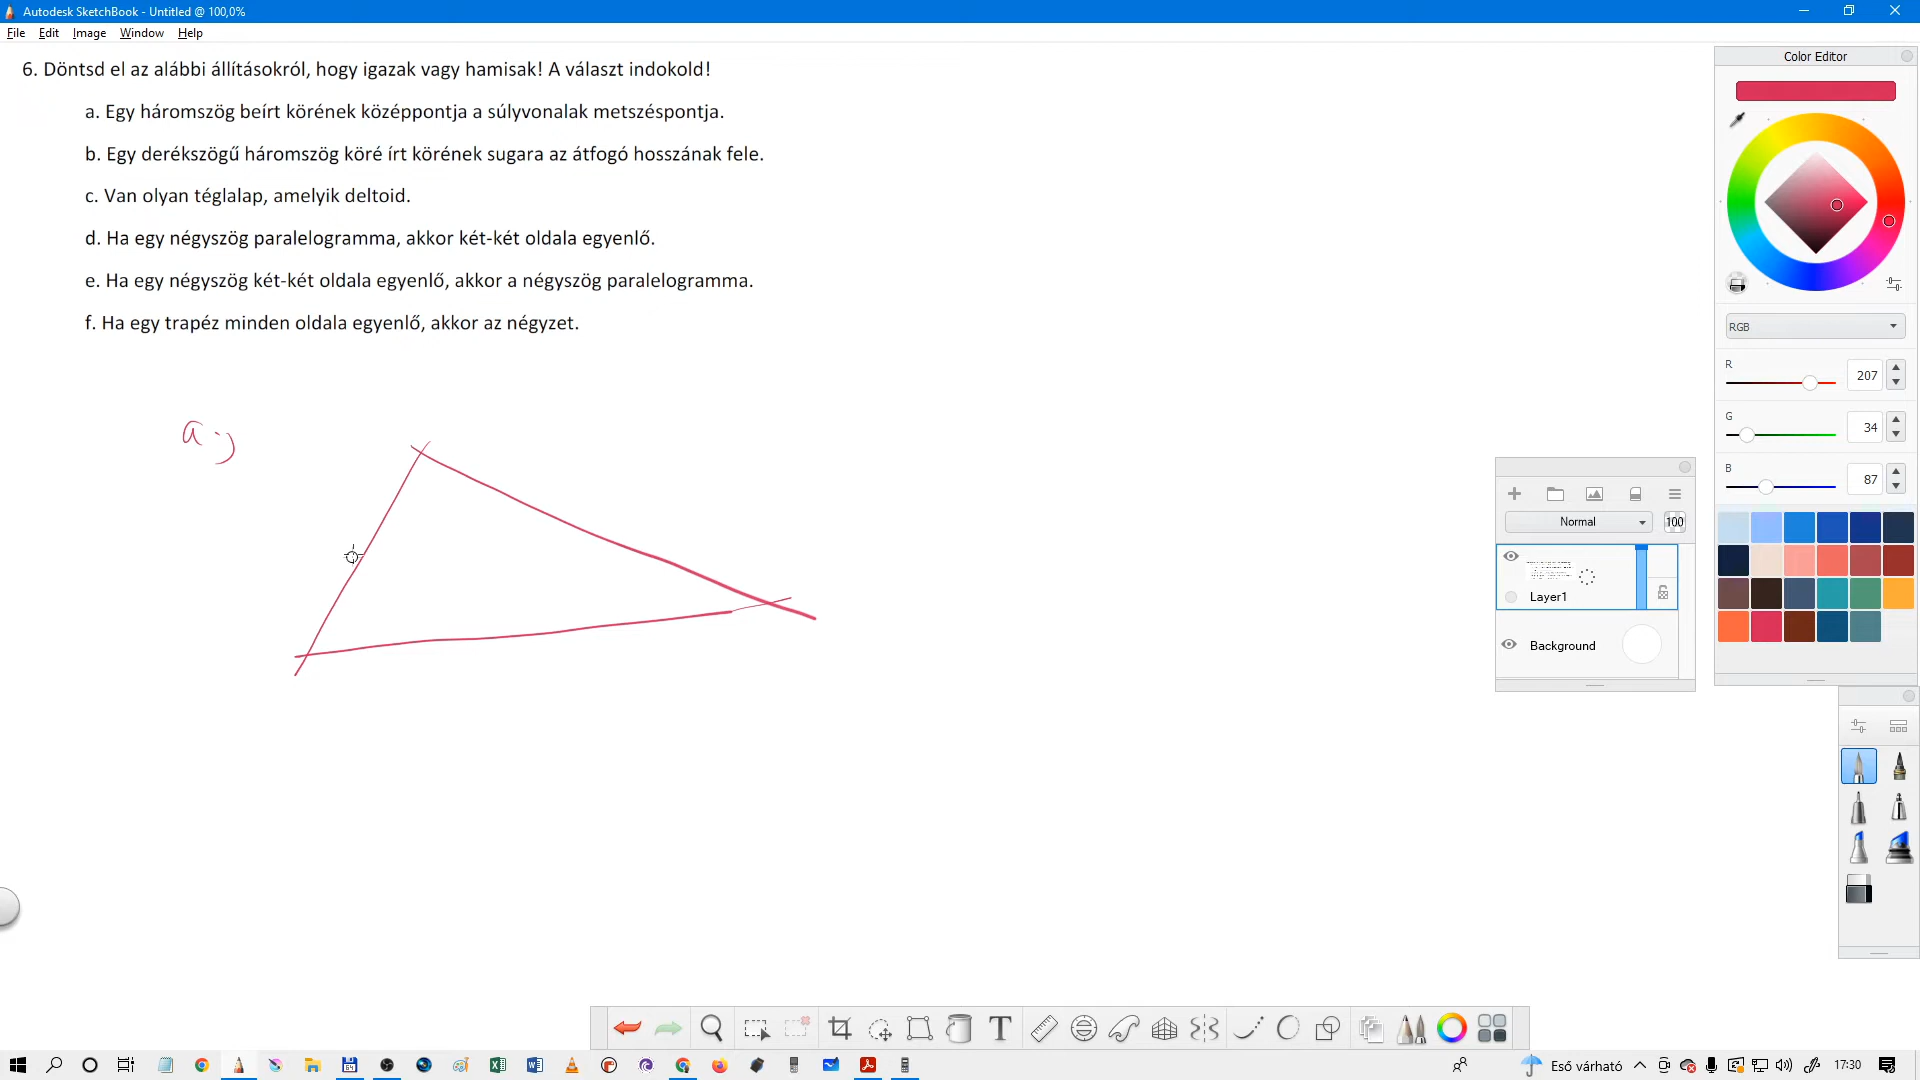 Autodesk SketchBook - Untitled @ 100,0%
File Edit Image Window Help
6. Döntsd el az alábbi állításokról, hogy igazak vagy hamisak! A választ indokold!
a. Egy háromszög beírt körének középpontja a súlyvonalak metszéspontja.
b. Egy derékszögű háromszög köré írt körének sugara az átfogó hosszának fele.
c. Van olyan téglalap, amelyik deltoid.
d. Ha egy négyszög paralelogramma, akkor két-két oldala egyenlő.
e. Ha egy négyszög két-két oldala egyenlő, akkor a négyszög paralelogramma.
f. Ha egy trapéz minden oldala egyenlő, akkor az négyzet.
a.)
Color Editor
RGB
R 207
G 34
B 87
Normal 100
Layer1
Background
T
Eső várható 17:30